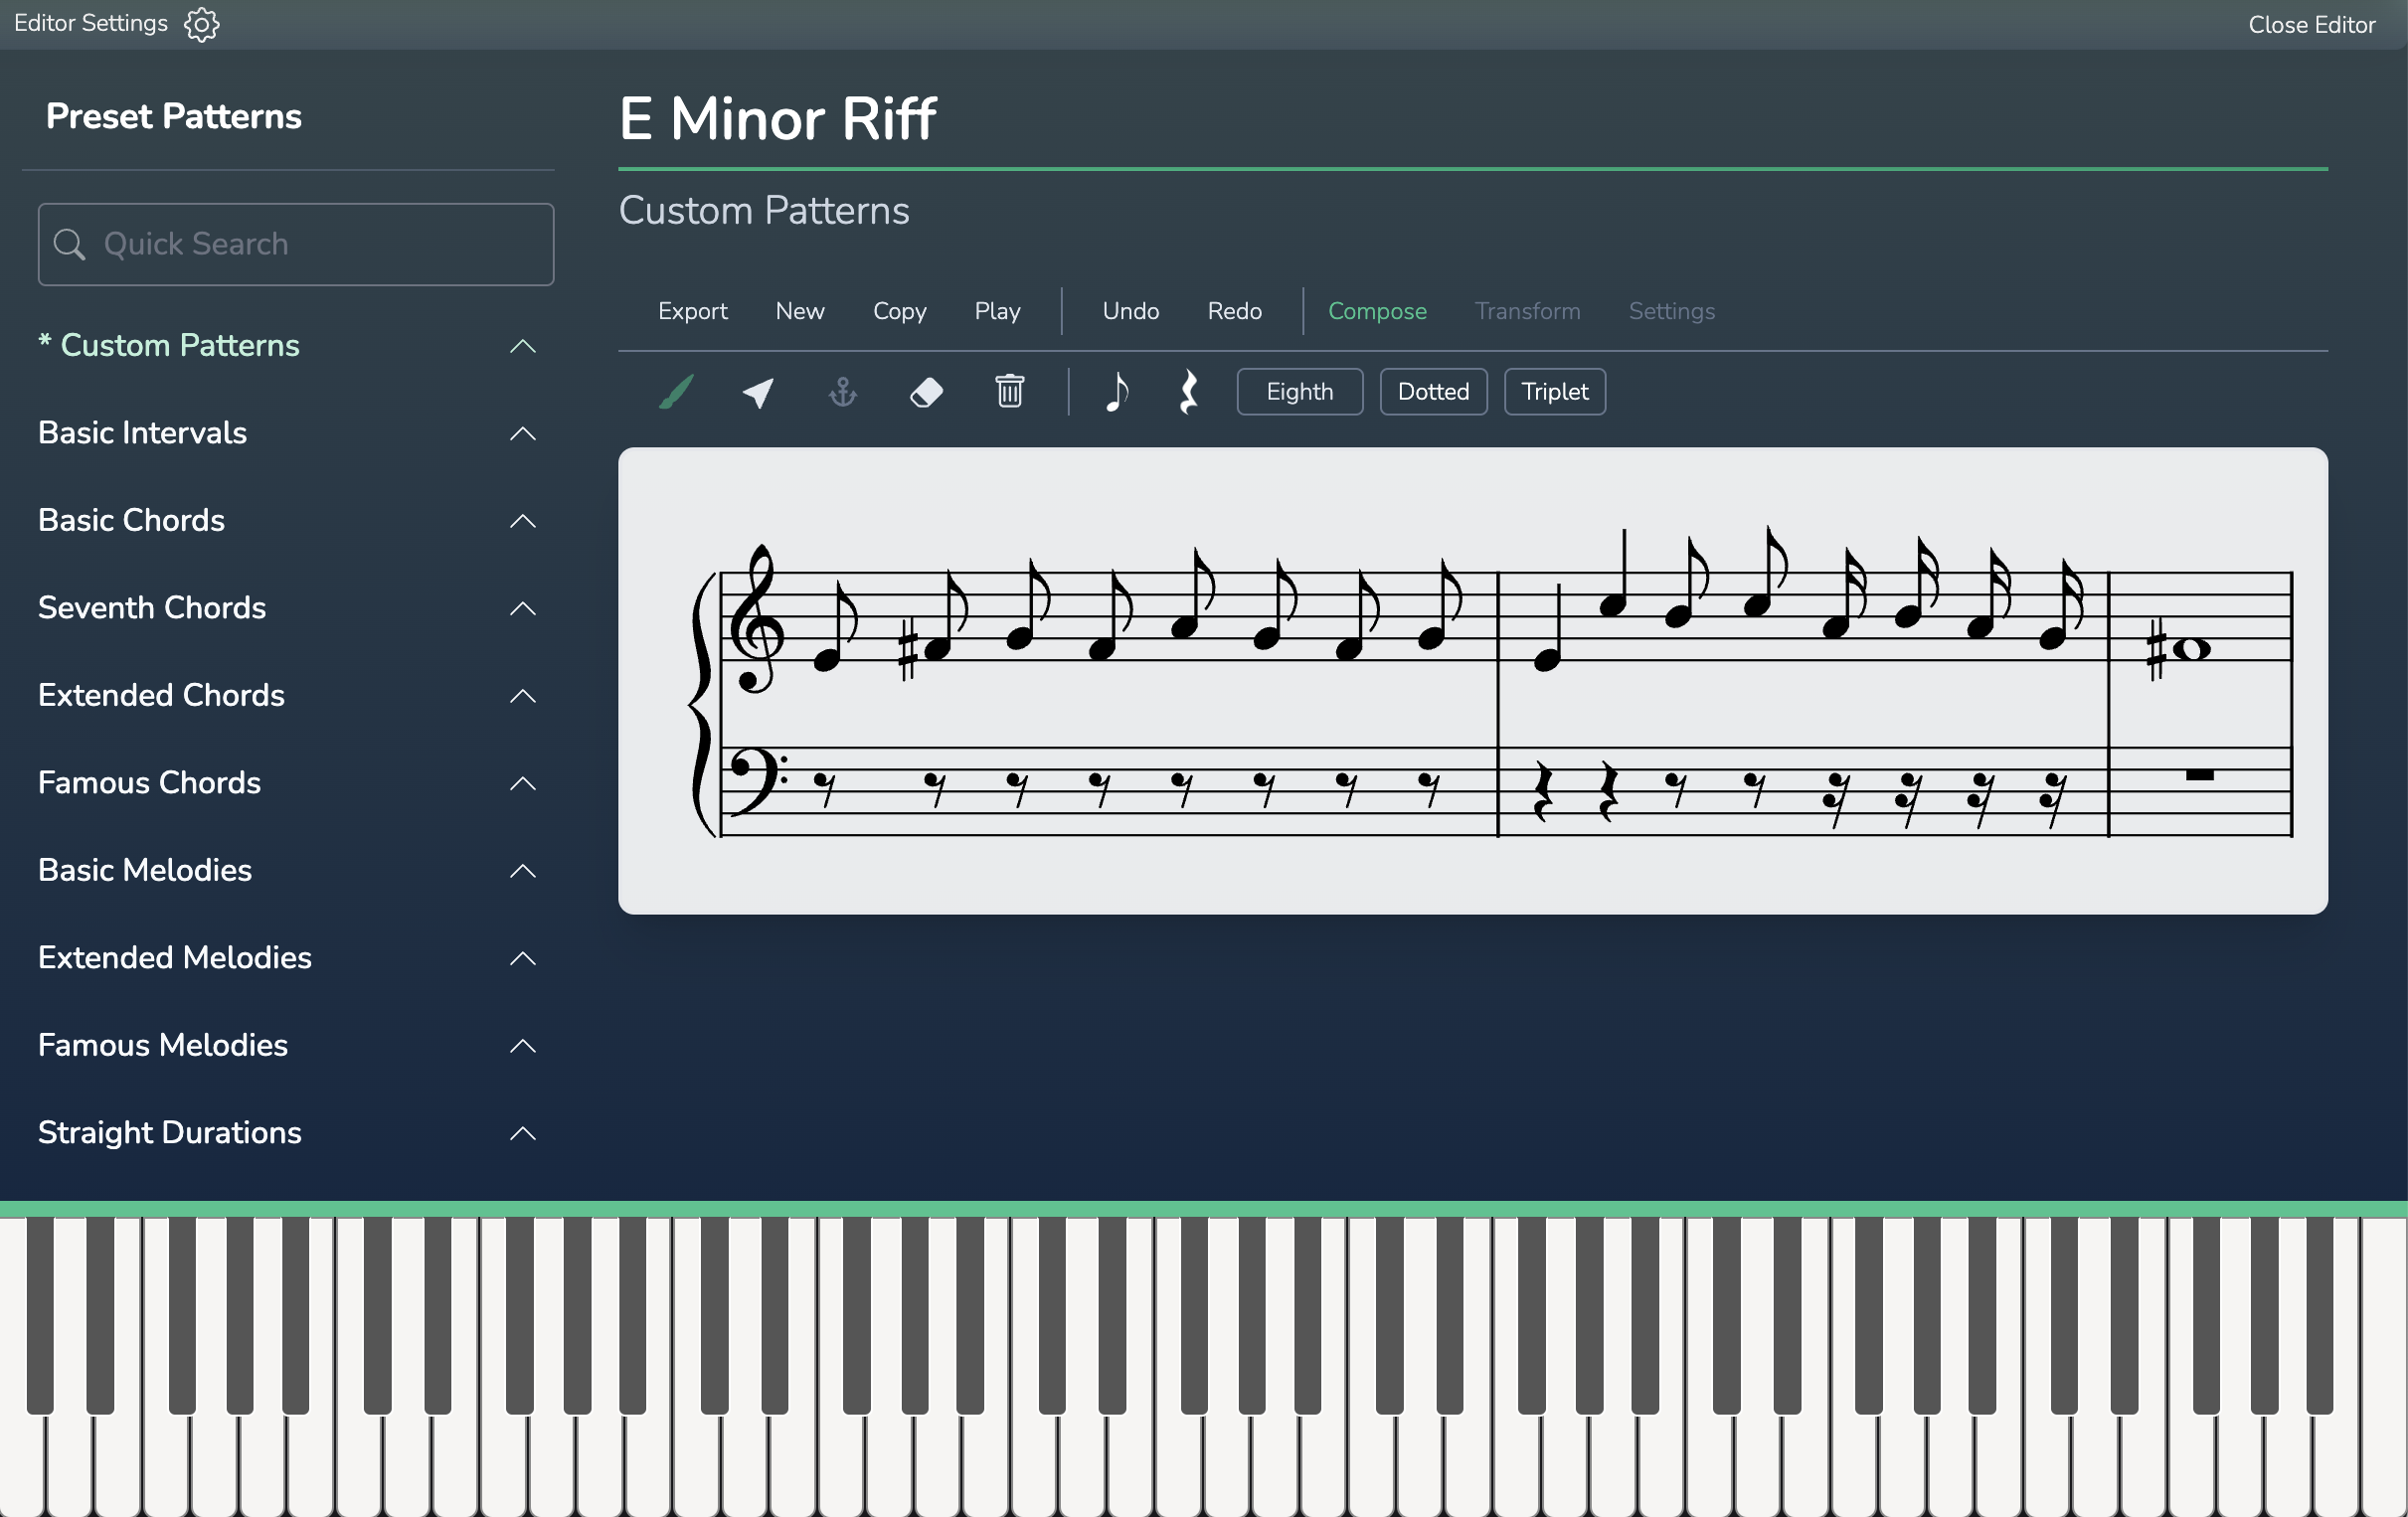 Editor Settings
Close Editor
Preset Patterns
Quick Search
* Custom Patterns
Basic Intervals
Basic Chords
Seventh Chords
Extended Chords
Famous Chords
Basic Melodies
Extended Melodies
Famous Melodies
Straight Durations
E Minor Riff
Custom Patterns
Export New Copy Play Undo Redo Compose Transform Settings
Eighth Dotted Triplet